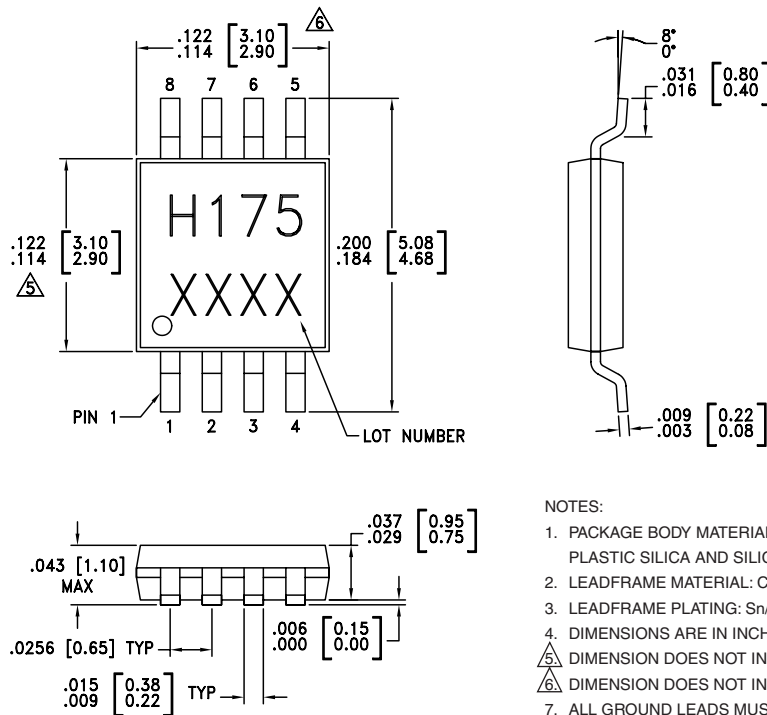 .122 [3.10]
.114 [2.90]
6
8 7 6 5
H175
XXXX
.122 [3.10]
.114 [2.90]
5
.200 [5.08]
.184 [4.68]
PIN 1
1 2 3 4
LOT NUMBER
8°
0°
.031 [0.80]
.016 [0.40]
.009 [0.22]
.003 [0.08]
.037 [0.95]
.029 [0.75]
.043 [1.10]
MAX
.0256 [0.65] TYP
.006 [0.15]
.000 [0.00]
.015 [0.38]
.009 [0.22]
TYP
NOTES:
1. PACKAGE BODY MATERIAL
PLASTIC SILICA AND SILIC
2. LEADFRAME MATERIAL: C
3. LEADFRAME PLATING: Sn/
4. DIMENSIONS ARE IN INCH
5. DIMENSION DOES NOT IN
6. DIMENSION DOES NOT IN
7. ALL GROUND LEADS MUS